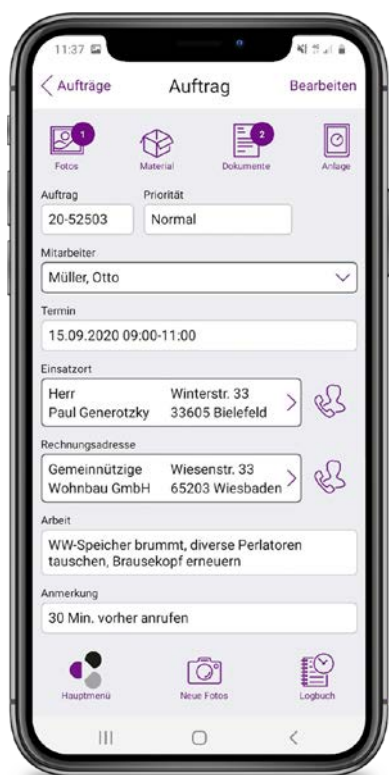 11:37
Aufträge
Auftrag
Bearbeiten
1
2
Fotos
Material
Dokumente
Anlage
Auftrag
Priorität
20-52503
Normal
Mitarbeiter
Müller, Otto
Termin
15.09.2020 09:00-11:00
Einsatzort
Herr Winterstr. 33
Paul Generotzky 33605 Bielefeld
Rechnungsadresse
Gemeinnützige Wiesenstr. 33
Wohnbau GmbH 65203 Wiesbaden
Arbeit
WW-Speicher brummt, diverse Perlatoren
tauschen, Brausekopf erneuern
Anmerkung
30 Min. vorher anrufen
Hauptmenü
Neue Fotos
Logbuch